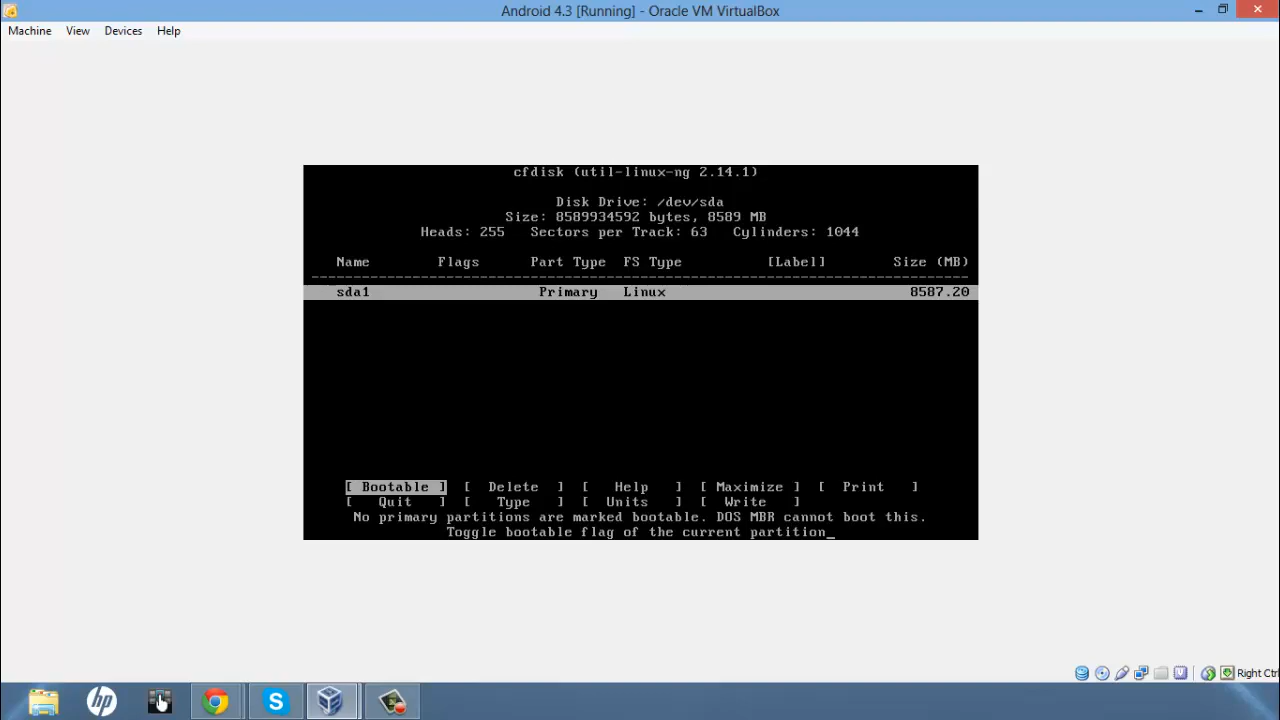 Android 4.3 [Running] - Oracle VM VirtualBox
Machine View Devices Help
cfdisk (util-linux-ng 2.14.1)
Disk Drive: /dev/sda
Size: 8589934592 bytes, 8589 MB
Heads: 255 Sectors per Track: 63 Cylinders: 1044
Name Flags Part Type FS Type [Label] Size (MB)
sda1 Primary Linux 8587.20
[ Bootable ] [ Delete ] [ Help ] [ Maximize ] [ Print ]
[ Quit ] [ Type ] [ Units ] [ Write ]
No primary partitions are marked bootable. DOS MBR cannot boot this.
Toggle bootable flag of the current partition_
Right Ctrl
hp
S